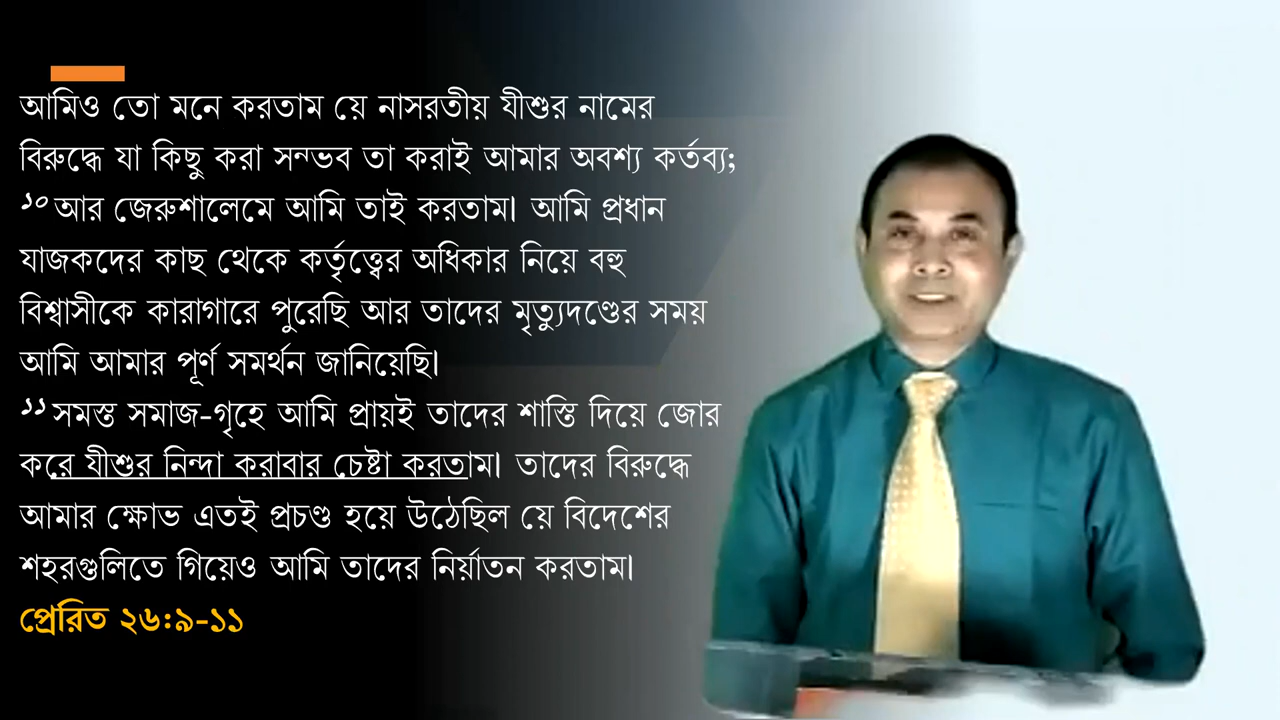 আমিও তো মনে করতাম য়ে নাসরতীয় যীশুর নামের
বিরুদ্ধে যা কিছু করা সন্ভব তা করাই আমার অবশ্য কর্তব্য;
১০ আর জেরুশালেমে আমি তাই করতাম৷ আমি প্রধান
যাজকদের কাছ থেকে কর্তৃত্ত্বের অধিকার নিয়ে বহু
বিশ্বাসীকে কারাগারে পুরেছি আর তাদের মৃত্যুদণ্ডের সময়
আমি আমার পূর্ণ সমর্থন জানিয়েছি৷
১১ সমস্ত সমাজ-গৃহে আমি প্রায়ই তাদের শাস্তি দিয়ে জোর
করে যীশুর নিন্দা করাবার চেষ্টা করতাম৷ তাদের বিরুদ্ধে
আমার ক্ষোভ এতই প্রচণ্ড হয়ে উঠেছিল য়ে বিদেশের
শহরগুলিতে গিয়েও আমি তাদের নির্য়াতন করতাম৷
প্রেরিত ২৬:৯-১১